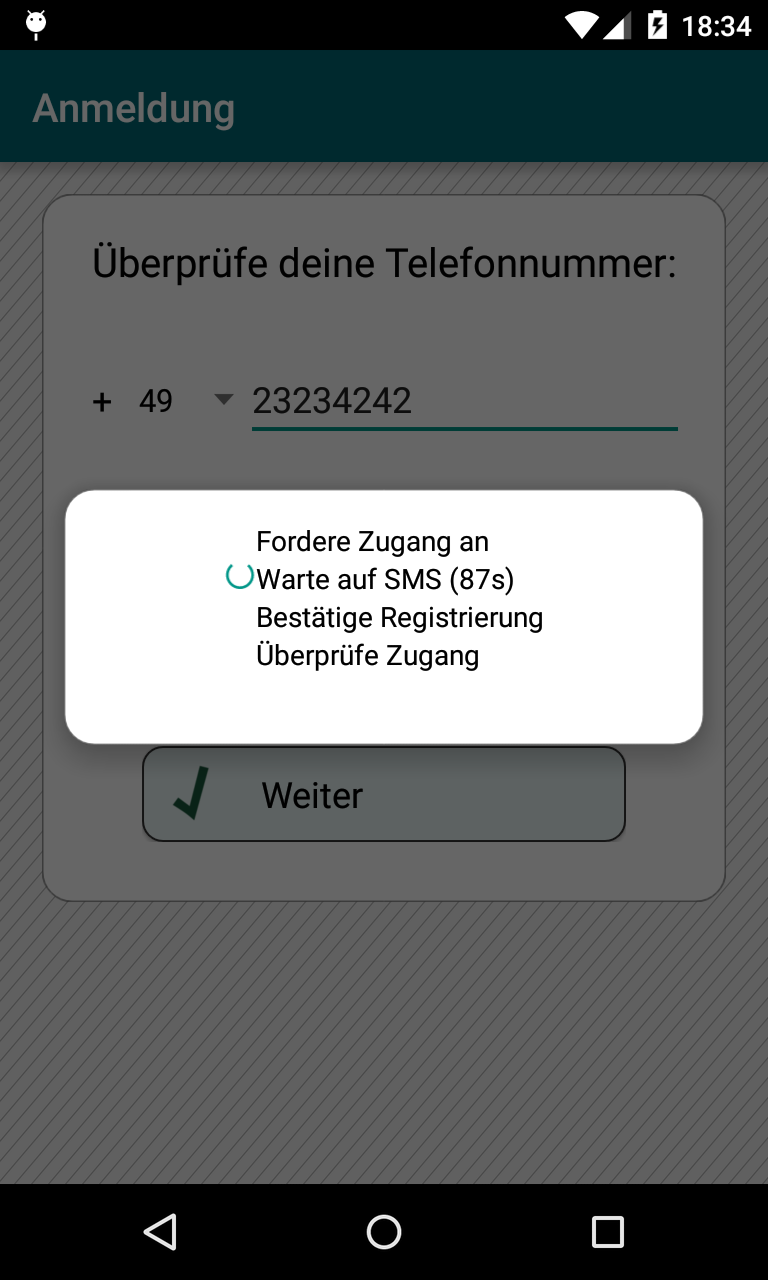 18:34
Anmeldung
Überprüfe deine Telefonnummer:
+ 49 23234242
Fordere Zugang an
Warte auf SMS (87s)
Bestätige Registrierung
Überprüfe Zugang
Weiter